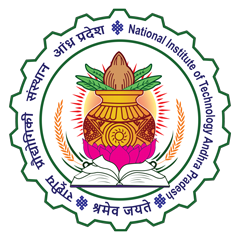 राष्ट्रीय प्रौद्योगिकी संस्थान आंध्र प्रदेश
National Institute of Technology Andhra Pradesh
श्रमेव जयते